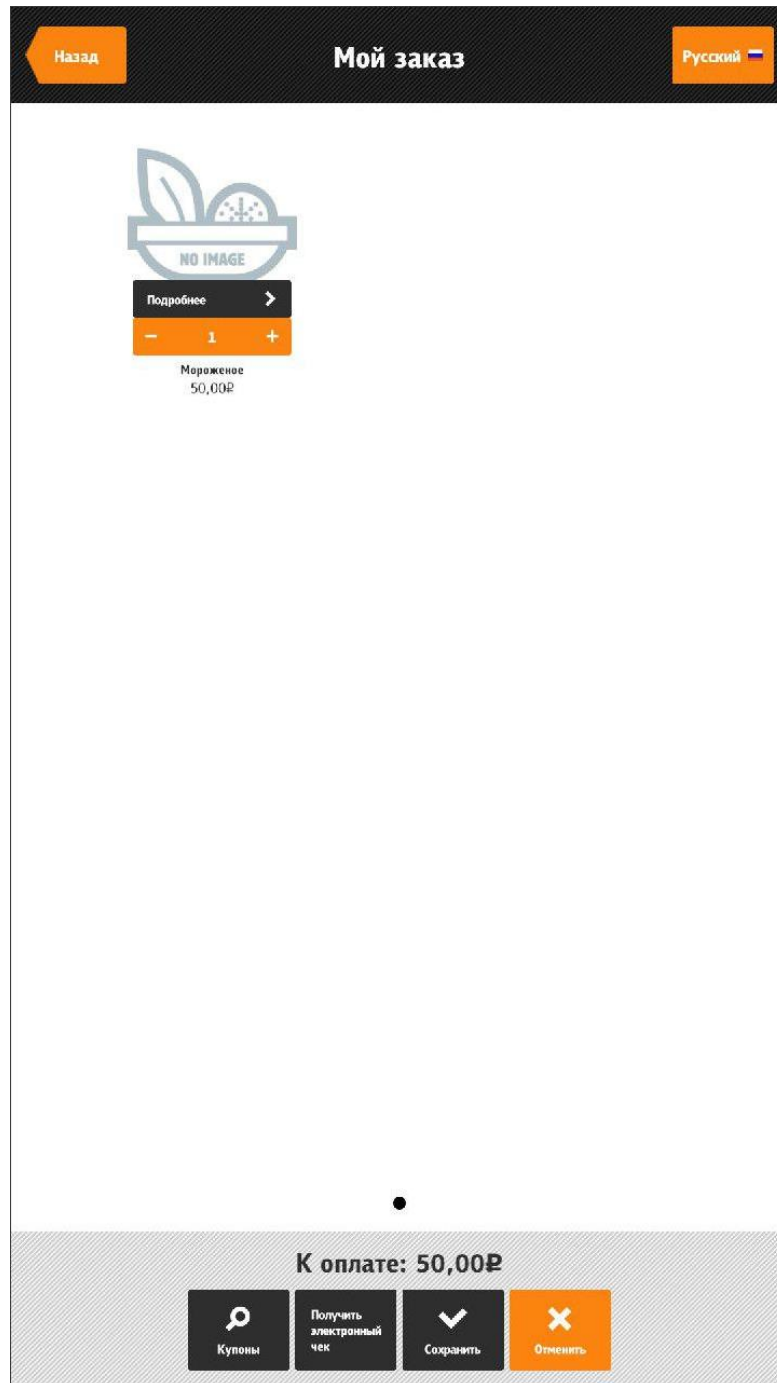 Назад
Мой заказ
Русский
NO IMAGE
Подробнее
− 1 +
Мороженое
50,00₽
К оплате: 50,00₽
Купоны
Получить
электронный
чек
Сохранить
Отменить